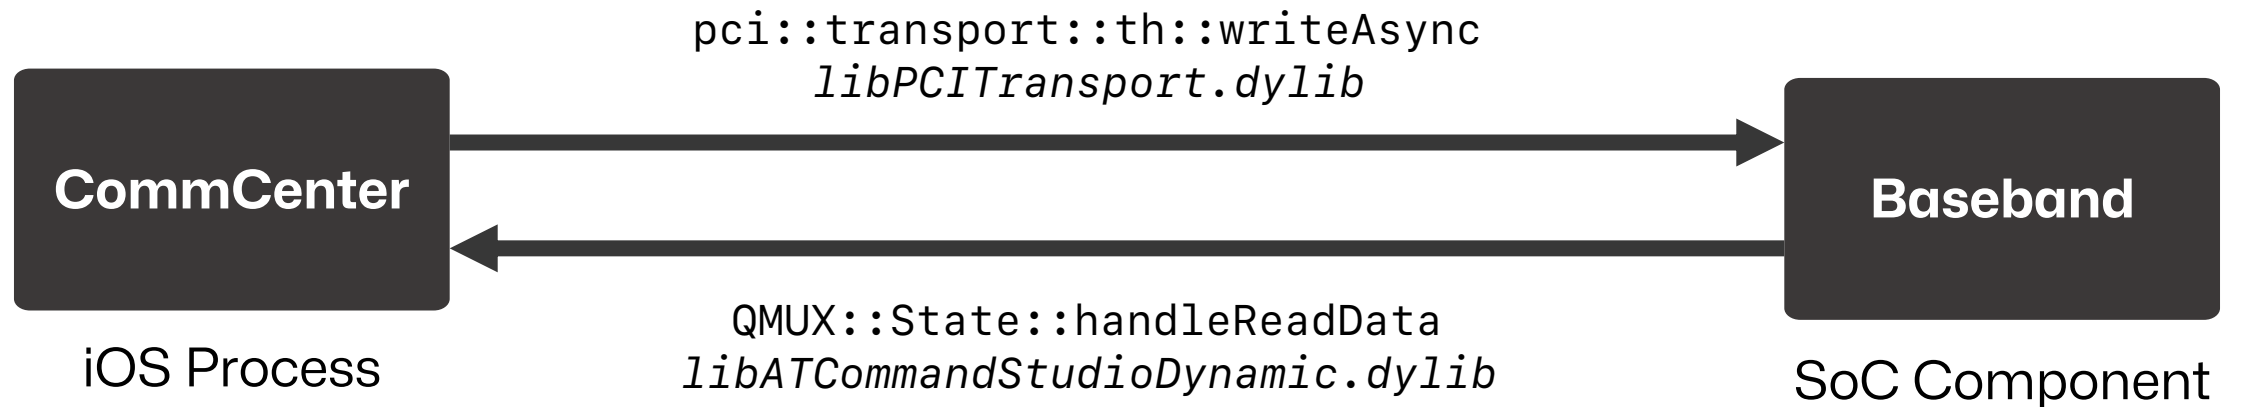 pci::transport::th::writeAsync
libPCITransport.dylib
CommCenter
Baseband
QMUX::State::handleReadData
libATCommandStudioDynamic.dylib
iOS Process
SoC Component